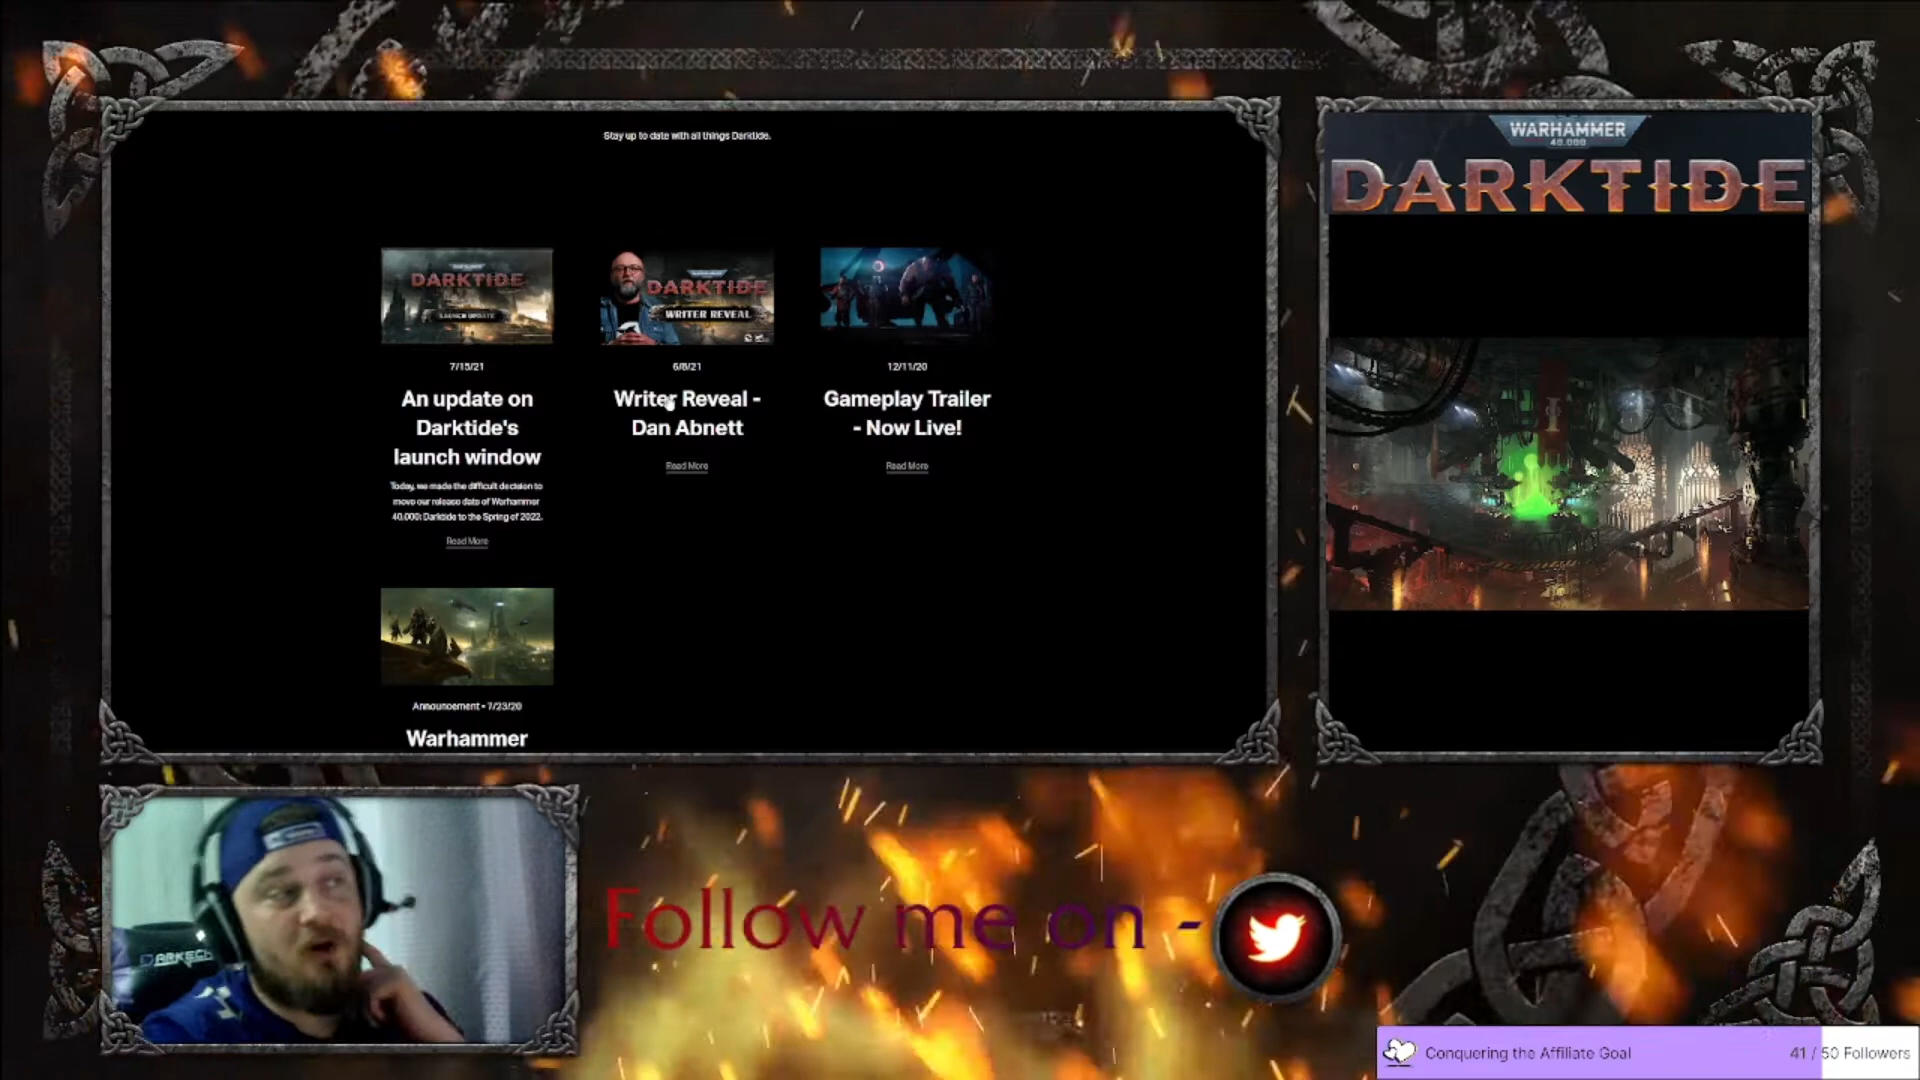 Stay up to date with all things Darktide.
WARHAMMER
40,000
DARKTIDE
DARKTIDE
LAUNCH UPDATE
DARKTIDE
WRITER REVEAL
7/15/21
6/8/21
12/11/20
An update on
Darktide's
launch window
Writer Reveal -
Dan Abnett
Gameplay Trailer
- Now Live!
Read More
Read More
Today, we made the difficult decision to
move our release date of Warhammer
40,000: Darktide to the Spring of 2022.
Read More
Announcement • 7/23/20
Warhammer
Follow me on -
Conquering the Affiliate Goal
41 / 50 Followers